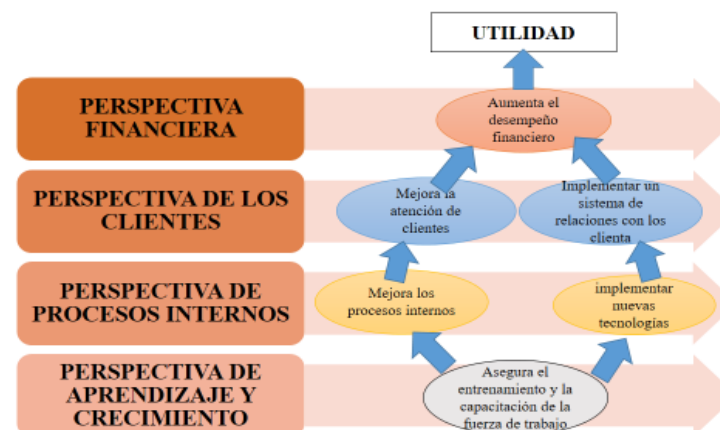 UTILIDAD
PERSPECTIVA
FINANCIERA
Aumenta el
desempeño
financiero
PERSPECTIVA DE LOS
CLIENTES
Mejora la
atención de
clientes
Implementar un
sistema de
relaciones con los
clienta
PERSPECTIVA DE
PROCESOS INTERNOS
Mejora los
procesos internos
implementar
nuevas
tecnologías
PERSPECTIVA DE
APRENDIZAJE Y
CRECIMIENTO
Asegura el
entrenamiento y la
capacitación de la
fuerza de trabajo